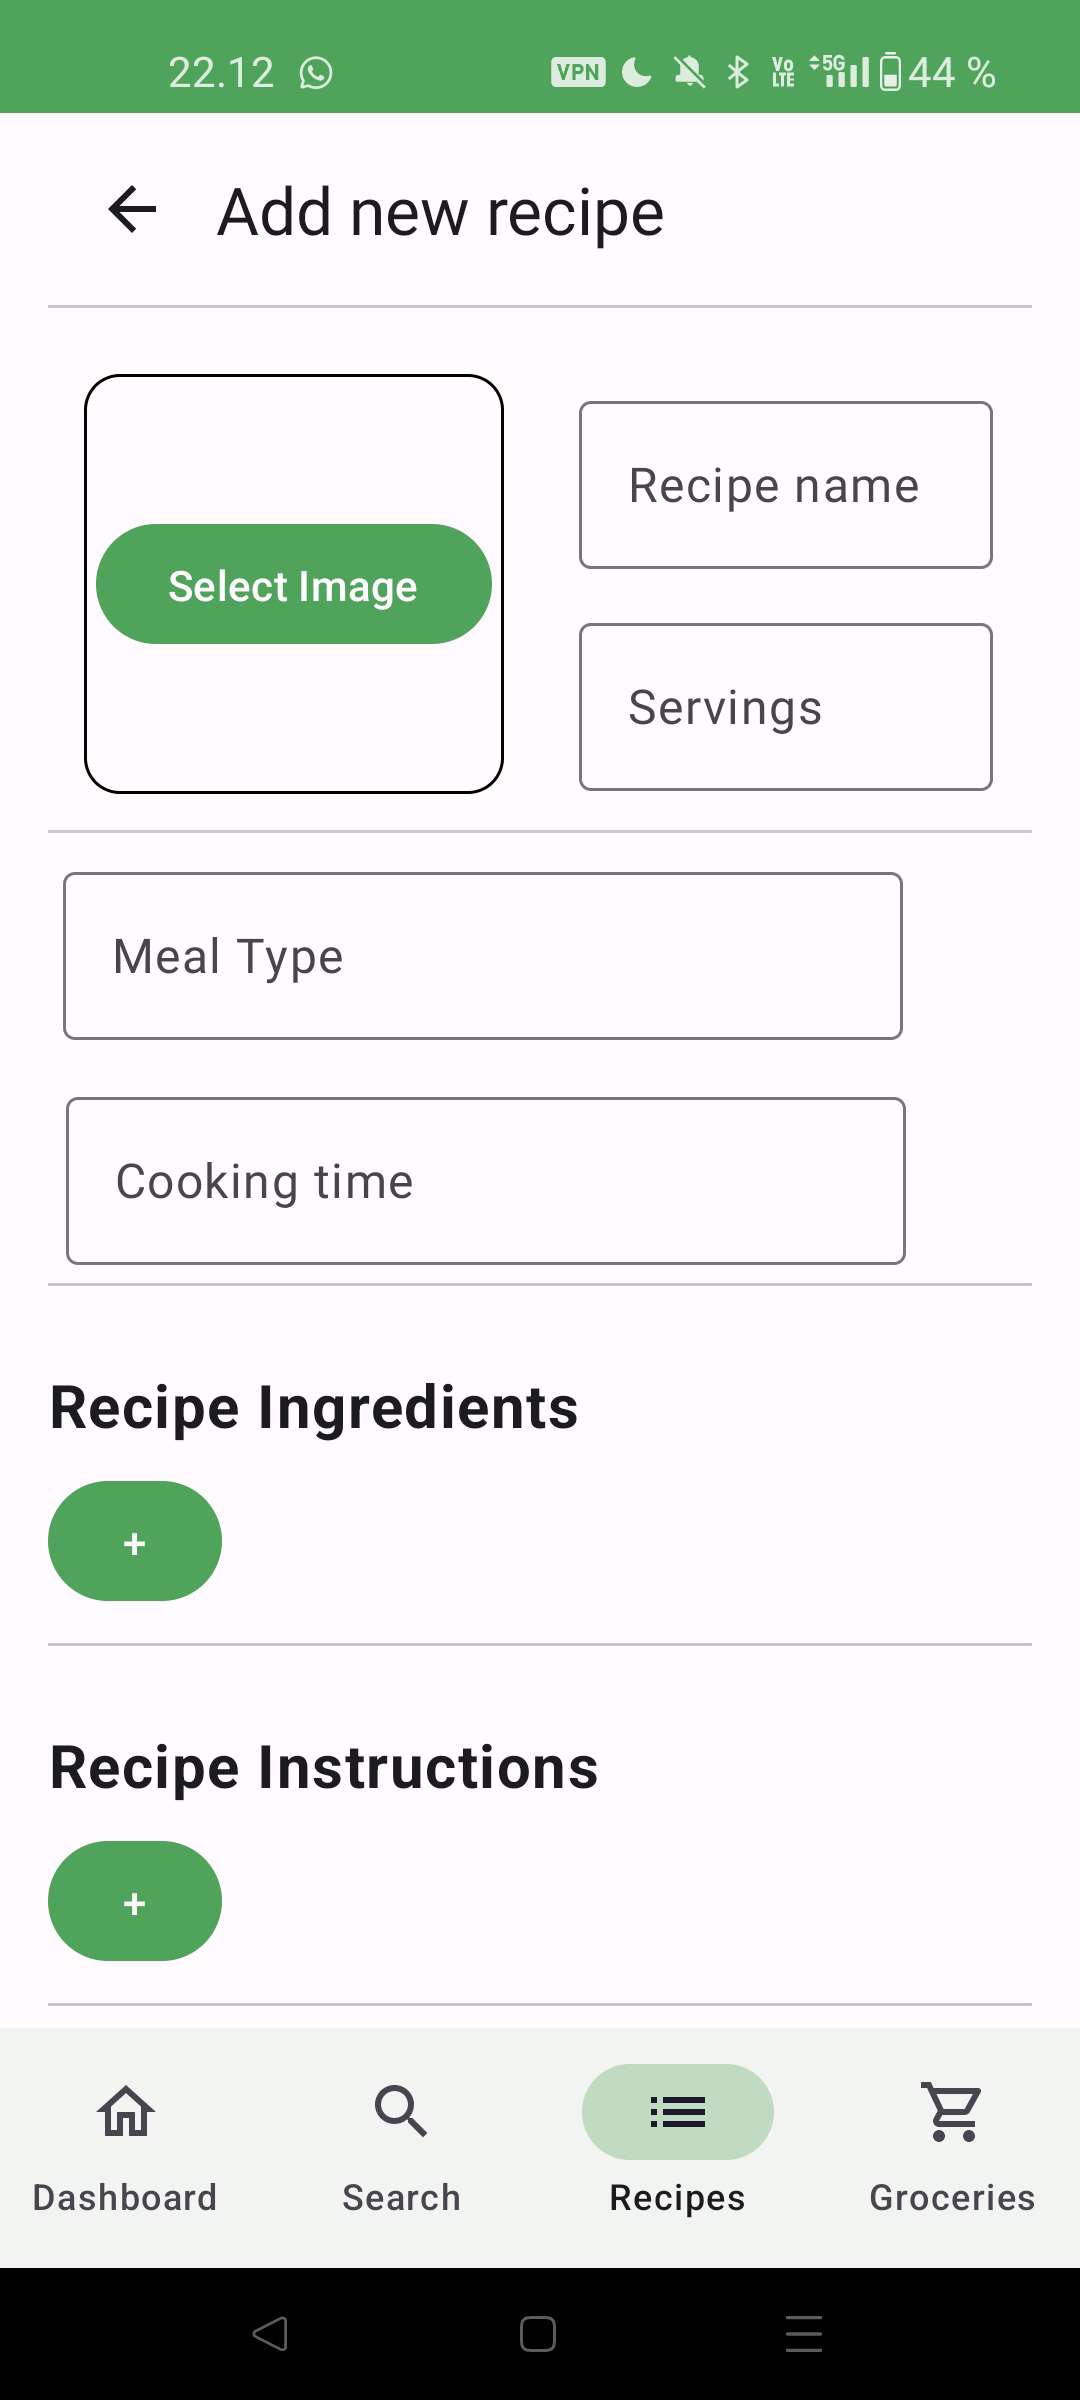 22.12 VPN Vo LTE 5G 44 %
Add new recipe
Select Image
Recipe name
Servings
Meal Type
Cooking time
Recipe Ingredients
+
Recipe Instructions
+
Dashboard Search Recipes Groceries